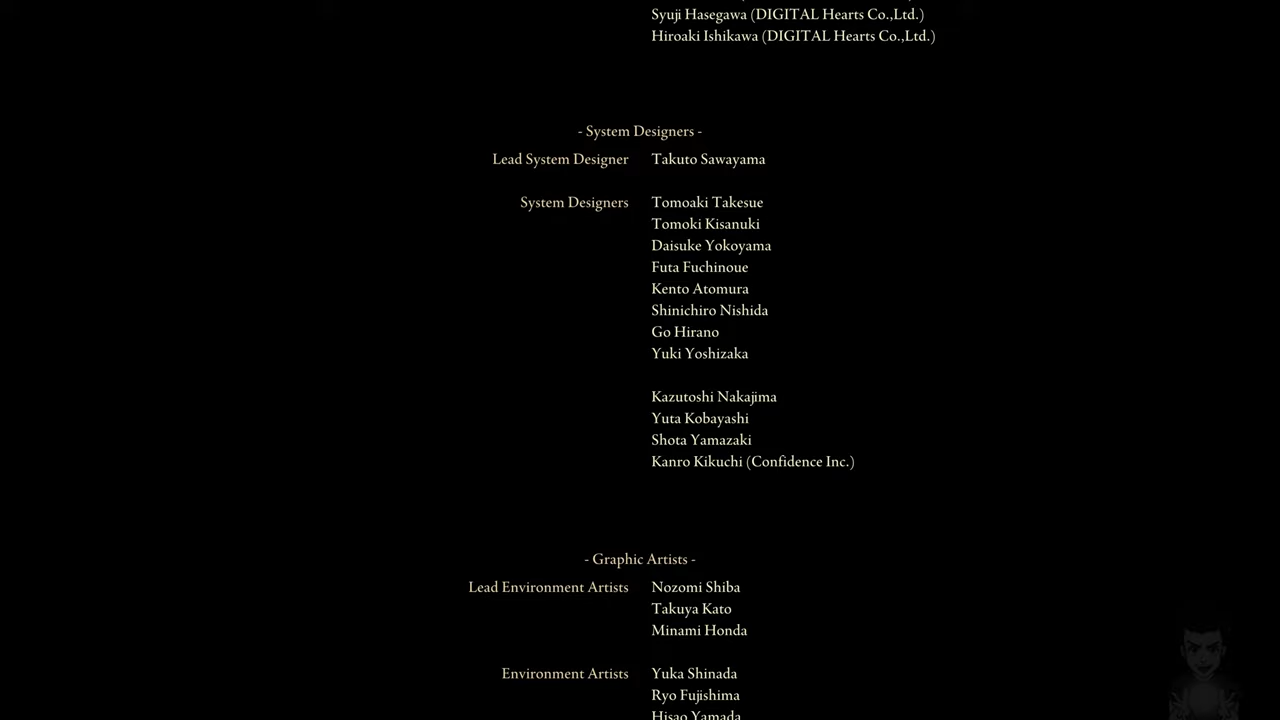 Syuji Hasegawa (DIGITAL Hearts Co.,Ltd.)
Hiroaki Ishikawa (DIGITAL Hearts Co.,Ltd.)
- System Designers -
Lead System Designer Takuto Sawayama
System Designers Tomoaki Takesue
Tomoki Kisanuki
Daisuke Yokoyama
Futa Fuchinoue
Kento Atomura
Shinichiro Nishida
Go Hirano
Yuki Yoshizaka
Kazutoshi Nakajima
Yuta Kobayashi
Shota Yamazaki
Kanro Kikuchi (Confidence Inc.)
- Graphic Artists -
Lead Environment Artists Nozomi Shiba
Takuya Kato
Minami Honda
Environment Artists Yuka Shinada
Ryo Fujishima
Hisao Yamada